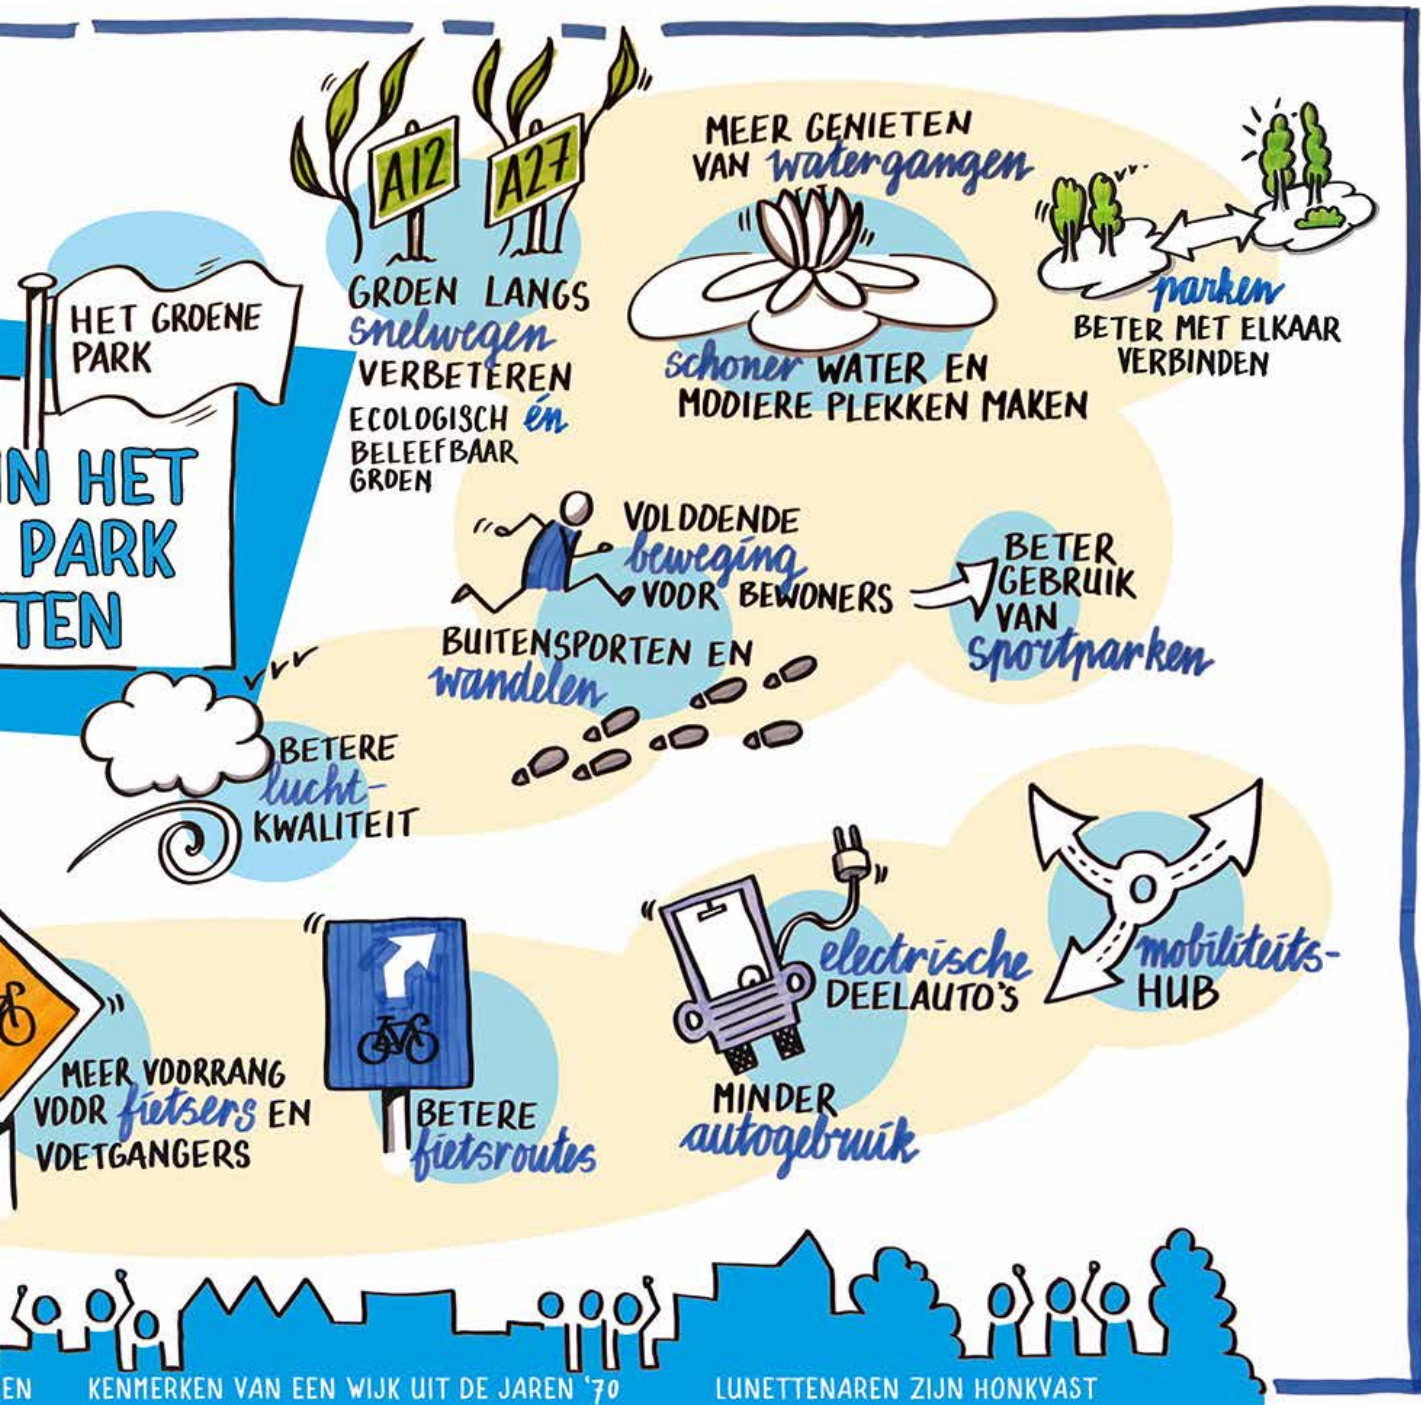 A12
A27
GROEN LANGS
snelwegen
VERBETEREN
ECOLOGISCH én
BELEEFBAAR
GROEN
MEER GENIETEN
VAN watergangen
schoner WATER EN
MOOIERE PLEKKEN MAKEN
parken
BETER MET ELKAAR
VERBINDEN
HET GROENE
PARK
IN HET
PARK
TEN
VOLDOENDE
beweging
VOOR BEWONERS
BETER
GEBRUIK
VAN
sportparken
BUITENSPORTEN EN
wandelen
BETERE
lucht-
KWALITEIT
MEER VOORRANG
VOOR fietsers EN
VOETGANGERS
BETERE
fietsroutes
electrische
DEELAUTO'S
MINDER
autogebruik
mobiliteits-
HUB
EN
KENMERKEN VAN EEN WIJK UIT DE JAREN '70
LUNETTENAREN ZIJN HONKVAST